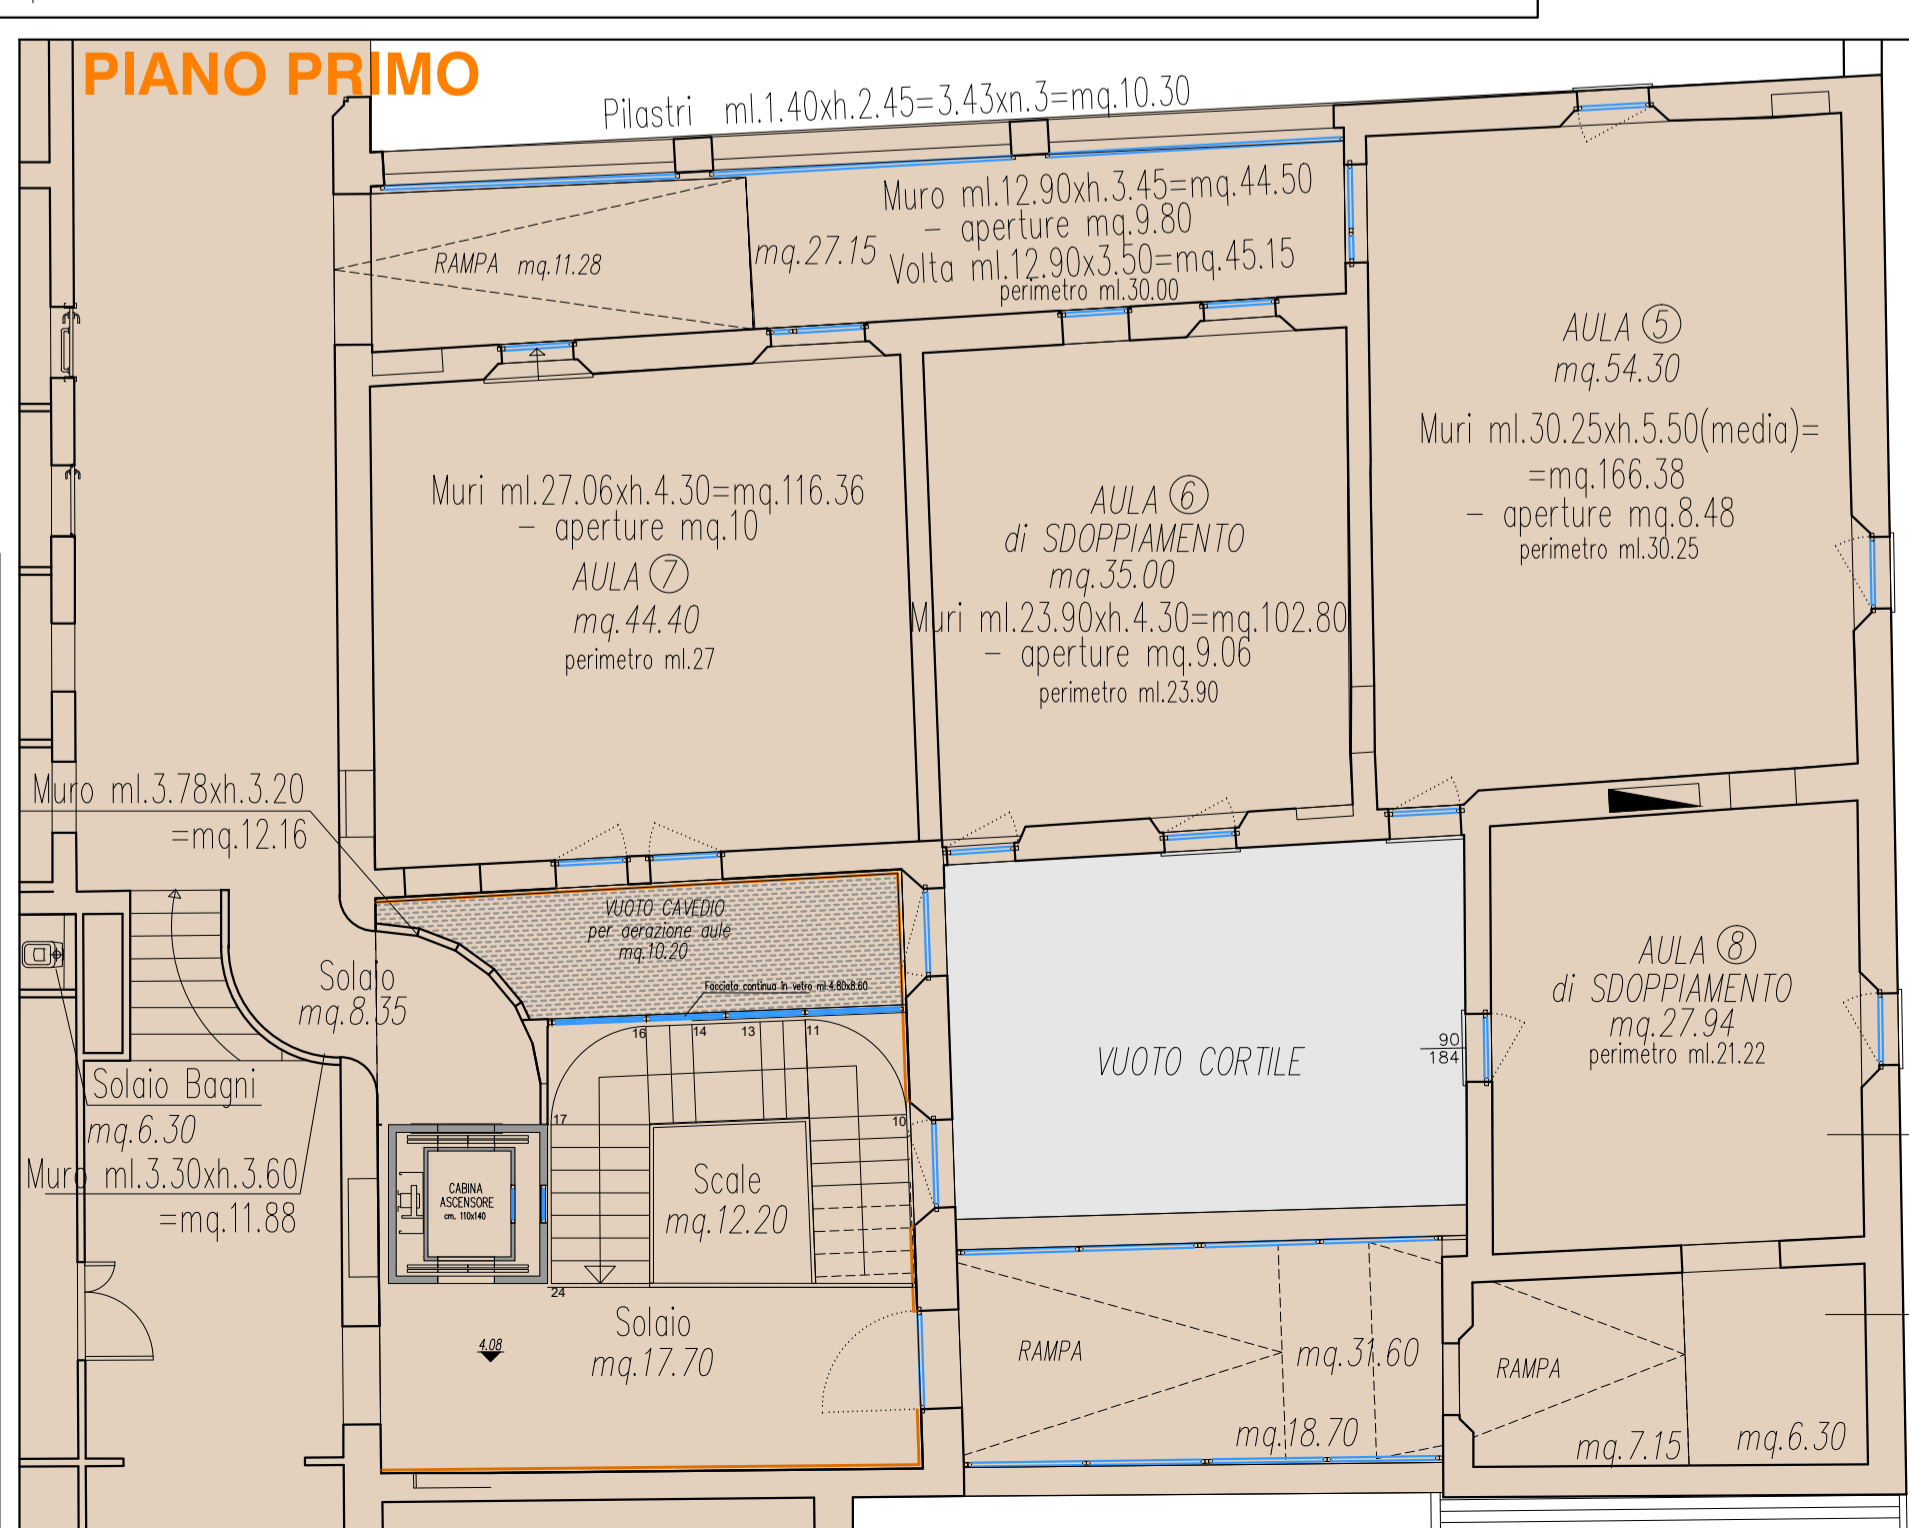 PIANO PRIMO
Pilastri ml.1.40xh.2.45=3.43xn.3=mq.10.30
Muro ml.12.90xh.3.45=mq.44.50
- aperture mq.9.80
Volta ml.12.90x3.50=mq.45.15
perimetro ml.30.00
mq.27.15
RAMPA mq.11.28
AULA 5
mq.54.30
Muri ml.30.25xh.5.50(media)=
=mq.166.38
- aperture mq.8.48
perimetro ml.30.25
Muri ml.27.06xh.4.30=mq.116.36
- aperture mq.10
AULA 7
mq.44.40
perimetro ml.27
AULA 6
di SDOPPIAMENTO
mq.35.00
Muri ml.23.90xh.4.30=mq.102.80
- aperture mq.9.06
perimetro ml.23.90
Muro ml.3.78xh.3.20
=mq.12.16
VUOTO CAVEDIO
per aerazione aule
mq.10.20
Facciata continua in vetro ml.4.80x8.60
Solaio
mq.8.35
16
14
13
11
17
10
24
VUOTO CORTILE
90
184
AULA 8
di SDOPPIAMENTO
mq.27.94
perimetro ml.21.22
Solaio Bagni
mq.6.30
Muro ml.3.30xh.3.60
=mq.11.88
CABINA
ASCENSORE
cm. 110x140
Scale
mq.12.20
Solaio
mq.17.70
4.08
RAMPA
mq.31.60
mq.18.70
RAMPA
mq.7.15
mq.6.30